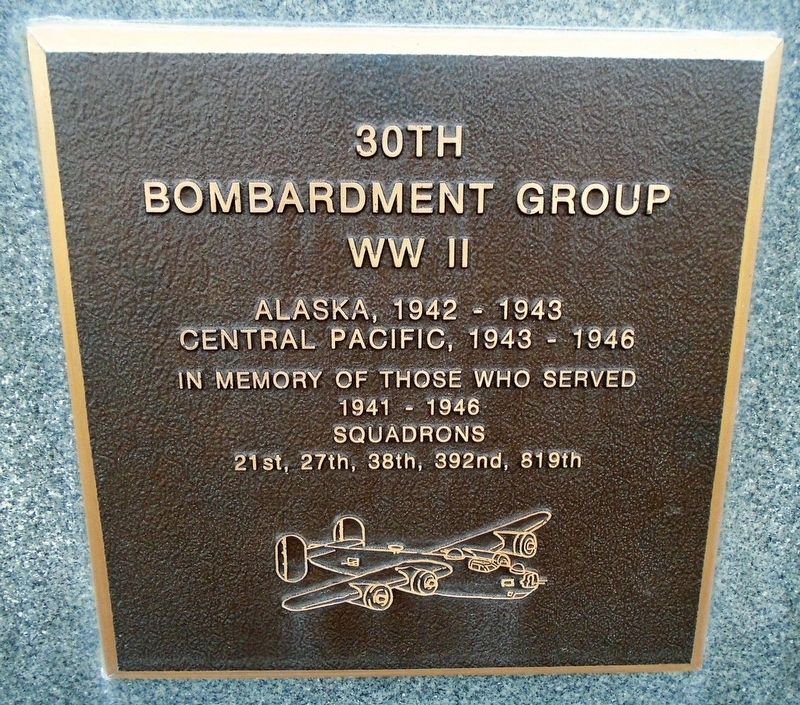 30TH
BOMBARDMENT GROUP
WW II
ALASKA, 1942 - 1943
CENTRAL PACIFIC, 1943 - 1946
IN MEMORY OF THOSE WHO SERVED
1941 - 1946
SQUADRONS
21st, 27th, 38th, 392nd, 819th